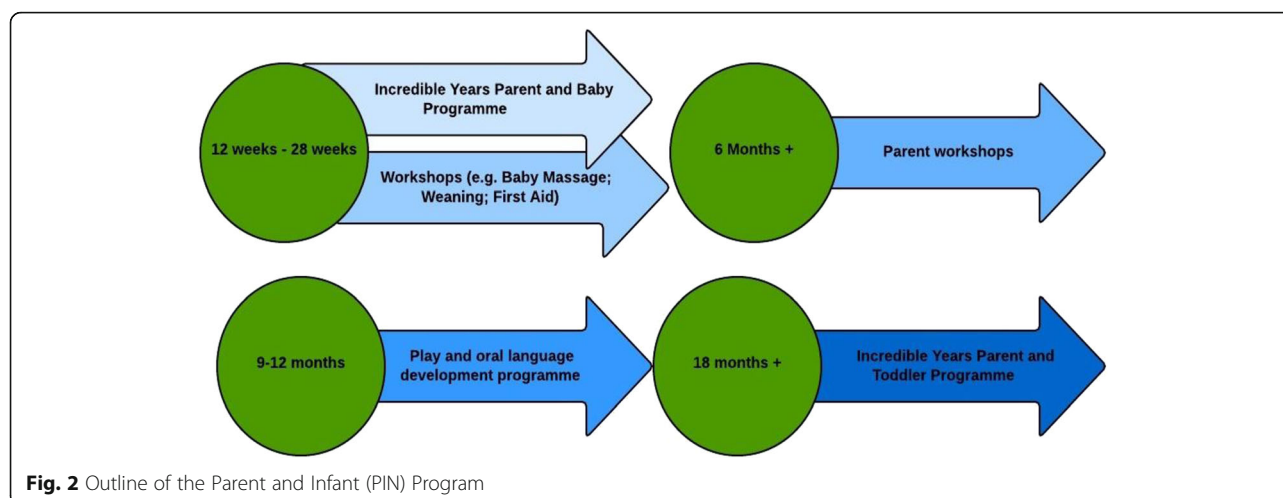 12 weeks - 28 weeks
Incredible Years Parent and Baby
Programme
Workshops (e.g. Baby Massage;
Weaning; First Aid)
6 Months +
Parent workshops
9-12 months
Play and oral language
development programme
18 months +
Incredible Years Parent and
Toddler Programme
Fig. 2 Outline of the Parent and Infant (PIN) Program